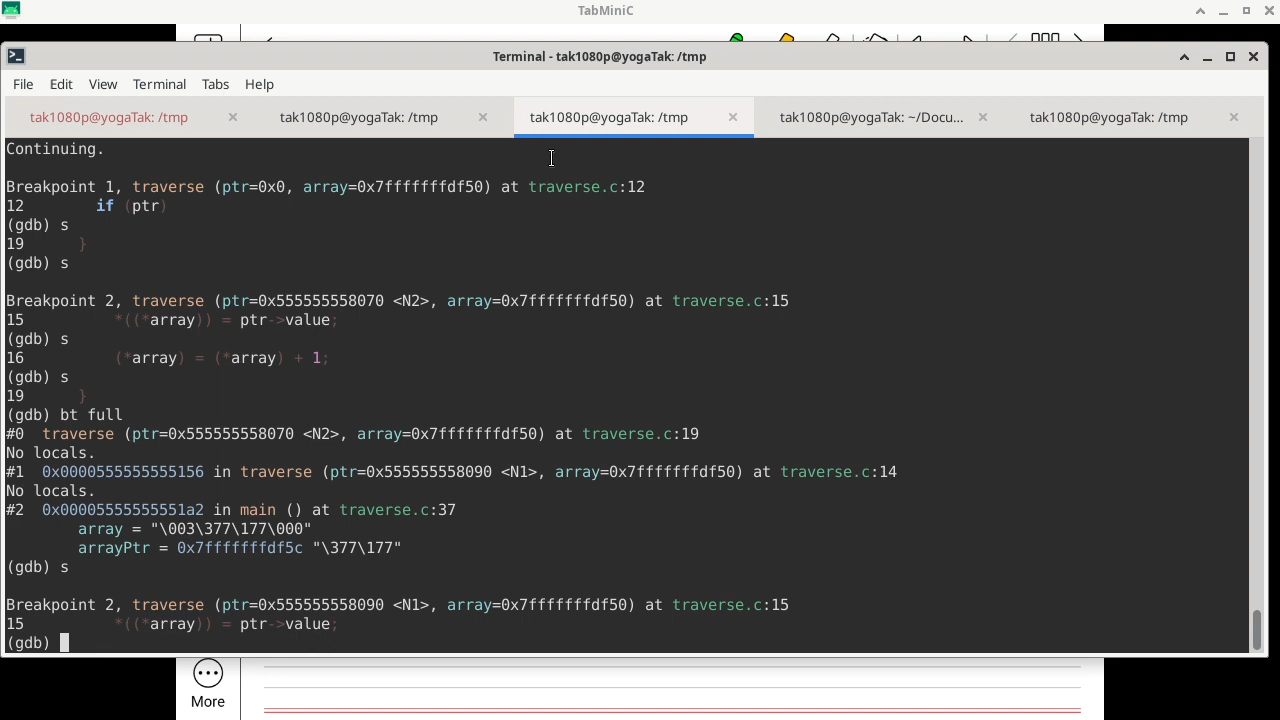 TabMiniC
Terminal - tak1080p@yogaTak: /tmp
File Edit View Terminal Tabs Help
tak1080p@yogaTak: /tmp tak1080p@yogaTak: /tmp tak1080p@yogaTak: /tmp tak1080p@yogaTak: ~/Docu... tak1080p@yogaTak: /tmp
Continuing.
Breakpoint 1, traverse (ptr=0x0, array=0x7fffffffdf50) at traverse.c:12
12        if (ptr)
(gdb) s
19      }
(gdb) s
Breakpoint 2, traverse (ptr=0x555555558070 <N2>, array=0x7fffffffdf50) at traverse.c:15
15          *((*array)) = ptr->value;
(gdb) s
16          (*array) = (*array) + 1;
(gdb) s
19      }
(gdb) bt full
#0  traverse (ptr=0x555555558070 <N2>, array=0x7fffffffdf50) at traverse.c:19
No locals.
#1  0x0000555555555156 in traverse (ptr=0x555555558090 <N1>, array=0x7fffffffdf50) at traverse.c:14
No locals.
#2  0x00005555555551a2 in main () at traverse.c:37
        array = "\003\377\177\000"
        arrayPtr = 0x7fffffffdf5c "\377\177"
(gdb) s
Breakpoint 2, traverse (ptr=0x555555558090 <N1>, array=0x7fffffffdf50) at traverse.c:15
15          *((*array)) = ptr->value;
(gdb)
More